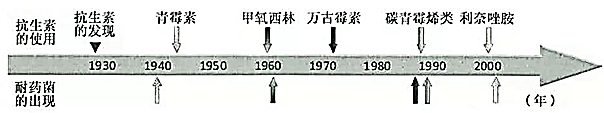 抗生素
的使用
抗生素
的发现
青霉素
甲氧西林
万古霉素
碳青霉烯类
利奈唑胺
1930 1940 1950 1960 1970 1980 1990 2000
耐药菌
的出现
(年)